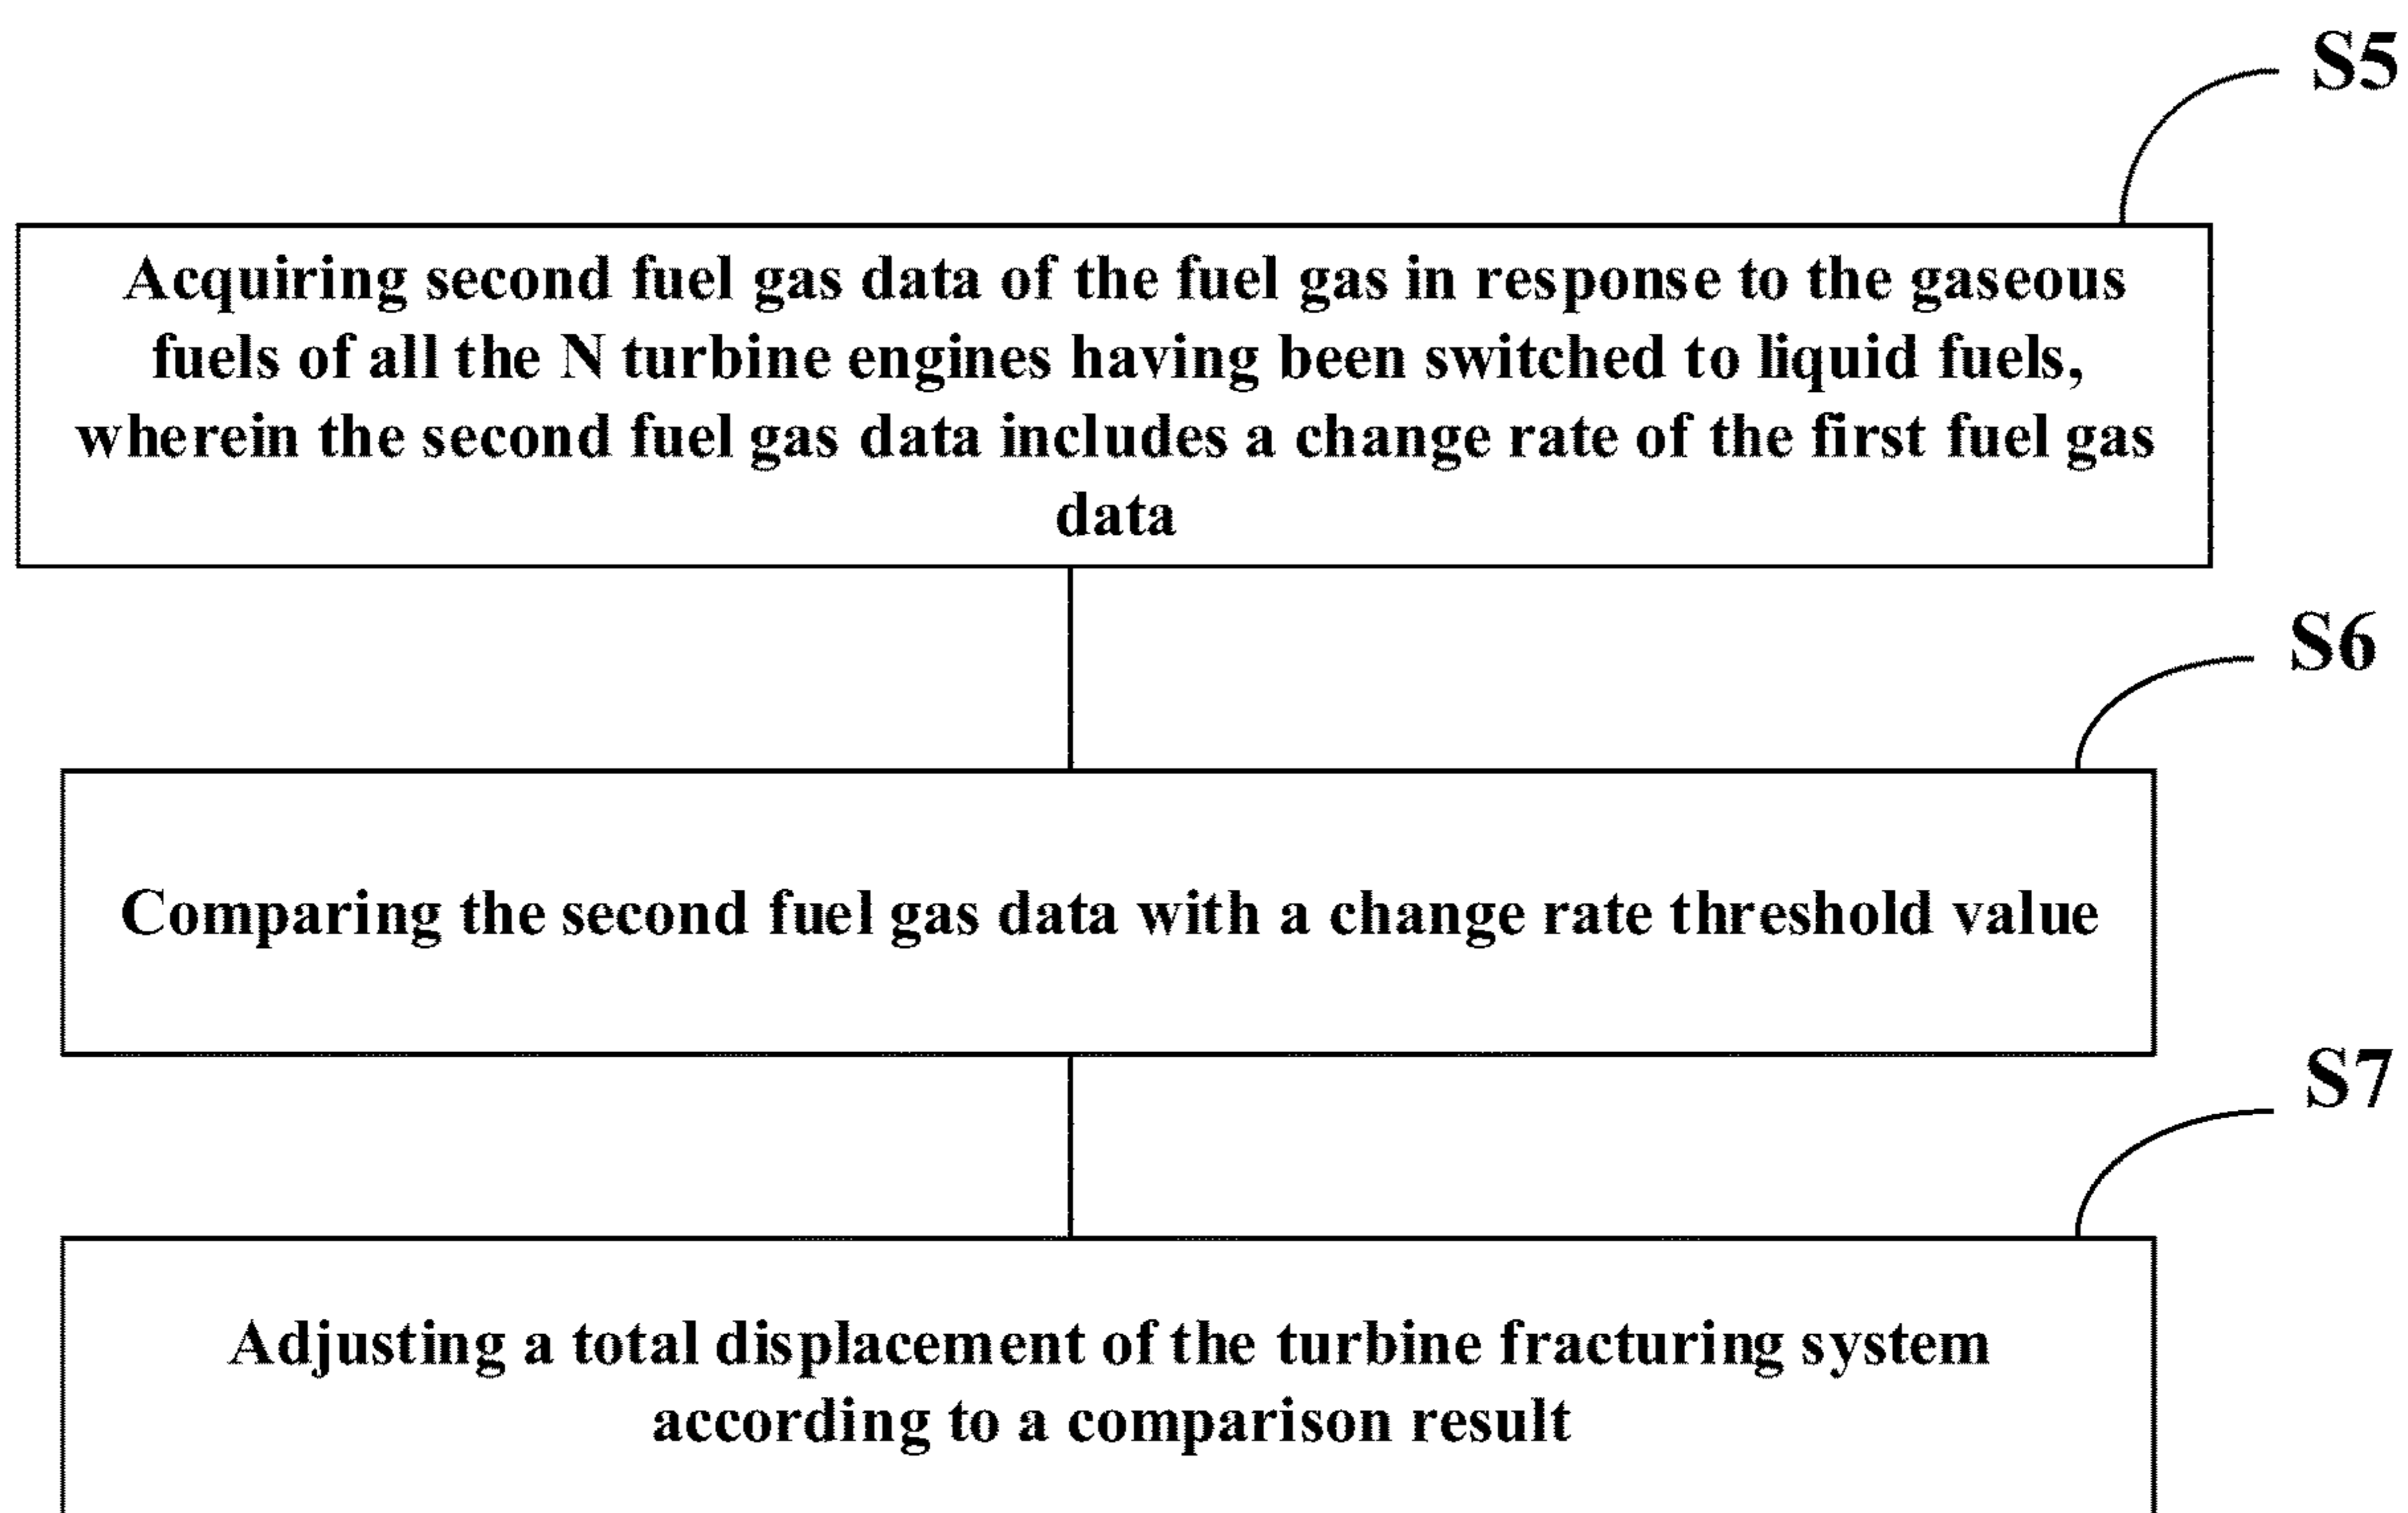 S5
Acquiring second fuel gas data of the fuel gas in response to the gaseous
fuels of all the N turbine engines having been switched to liquid fuels,
wherein the second fuel gas data includes a change rate of the first fuel gas
data
S6
Comparing the second fuel gas data with a change rate threshold value
S7
Adjusting a total displacement of the turbine fracturing system
according to a comparison result